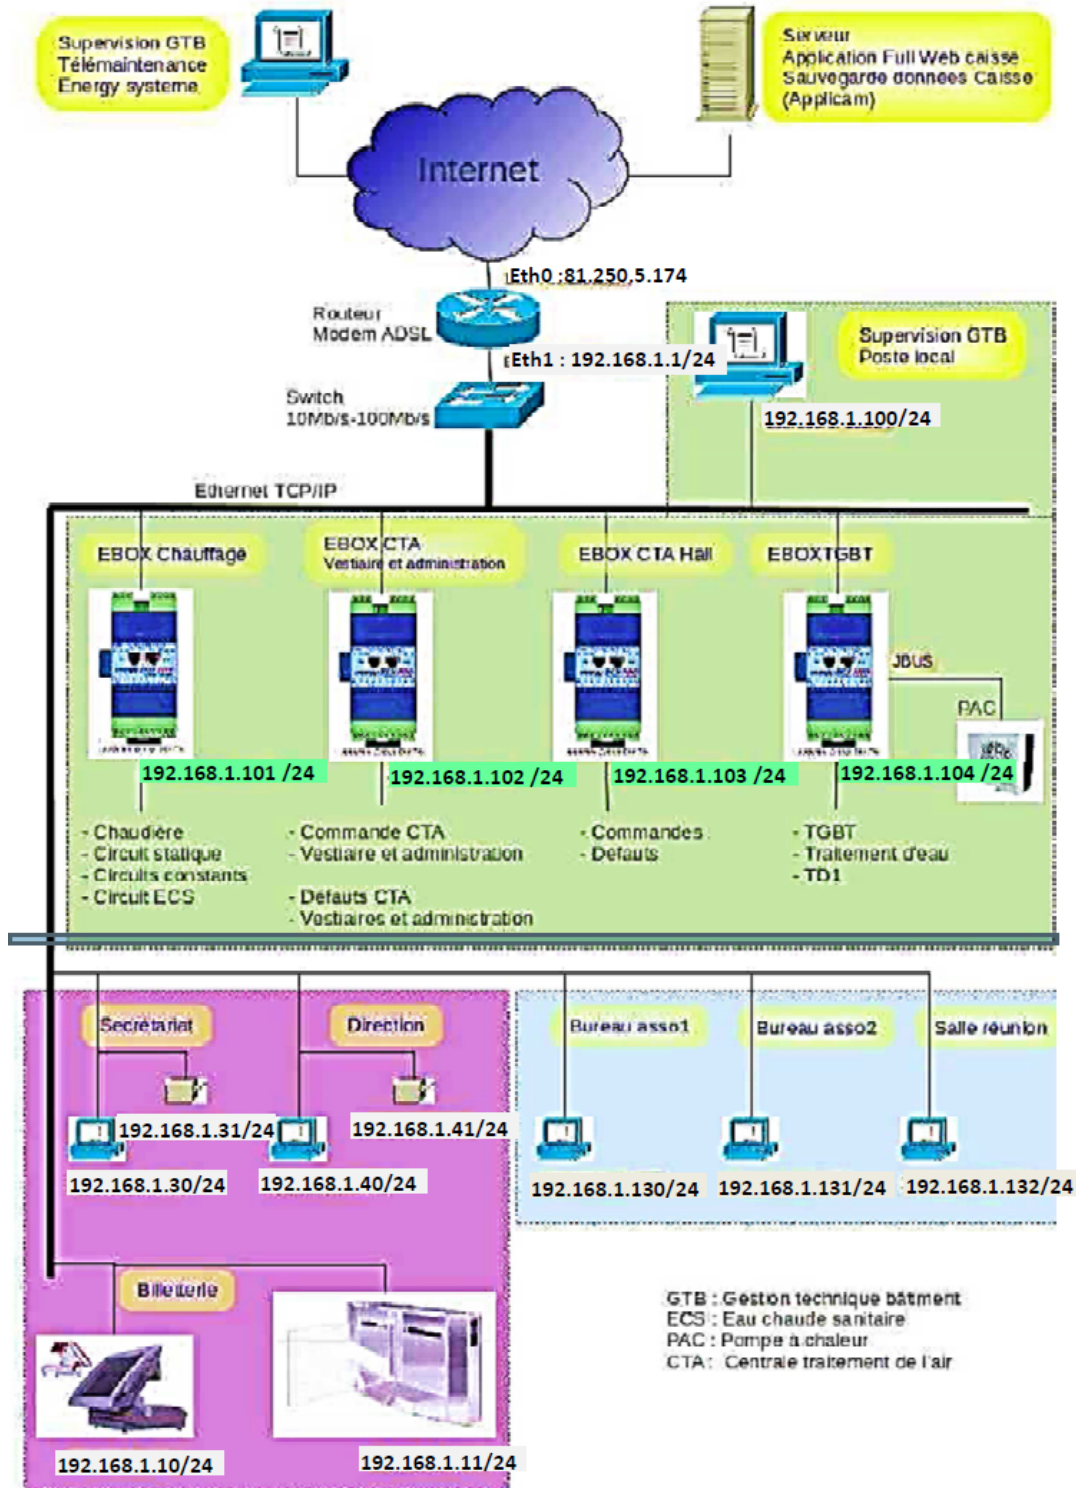 Supervision GTB
Télémaintenance
Energy systeme
Serveur
Application Full Web caisse
Sauvegarde données Caisse
(Applicam)
Internet
Eth0 :81.250.5.174
Routeur
Modem ADSL
Eth1 : 192.168.1.1/24
Switch
10Mb/s-100Mb/s
Supervision GTB
Poste local
192.168.1.100/24
Ethernet TCP/IP
EBOX Chauffage
EBOX CTA
Vestiaire et administration
EBOX CTA Hall
EBOXTGBT
JBUS
PAC
192.168.1.101 /24
192.168.1.102 /24
192.168.1.103 /24
192.168.1.104 /24
- Chaudière
- Circuit statique
- Circuits constants
- Circuit ECS
- Commande CTA
- Vestiaire et administration
- Défauts CTA
- Vestiaires et administration
- Commandes
- Défauts
- TGBT
- Traitement d'eau
- TD1
Secrétariat
Direction
Bureau asso1
Bureau asso2
Salle réunion
192.168.1.31/24
192.168.1.41/24
192.168.1.30/24
192.168.1.40/24
192.168.1.130/24
192.168.1.131/24
192.168.1.132/24
Billetterie
192.168.1.10/24
192.168.1.11/24
GTB : Gestion technique bâtment
ECS : Eau chaude sanitaire
PAC : Pompe à chaleur
CTA : Centrale traitement de l'air